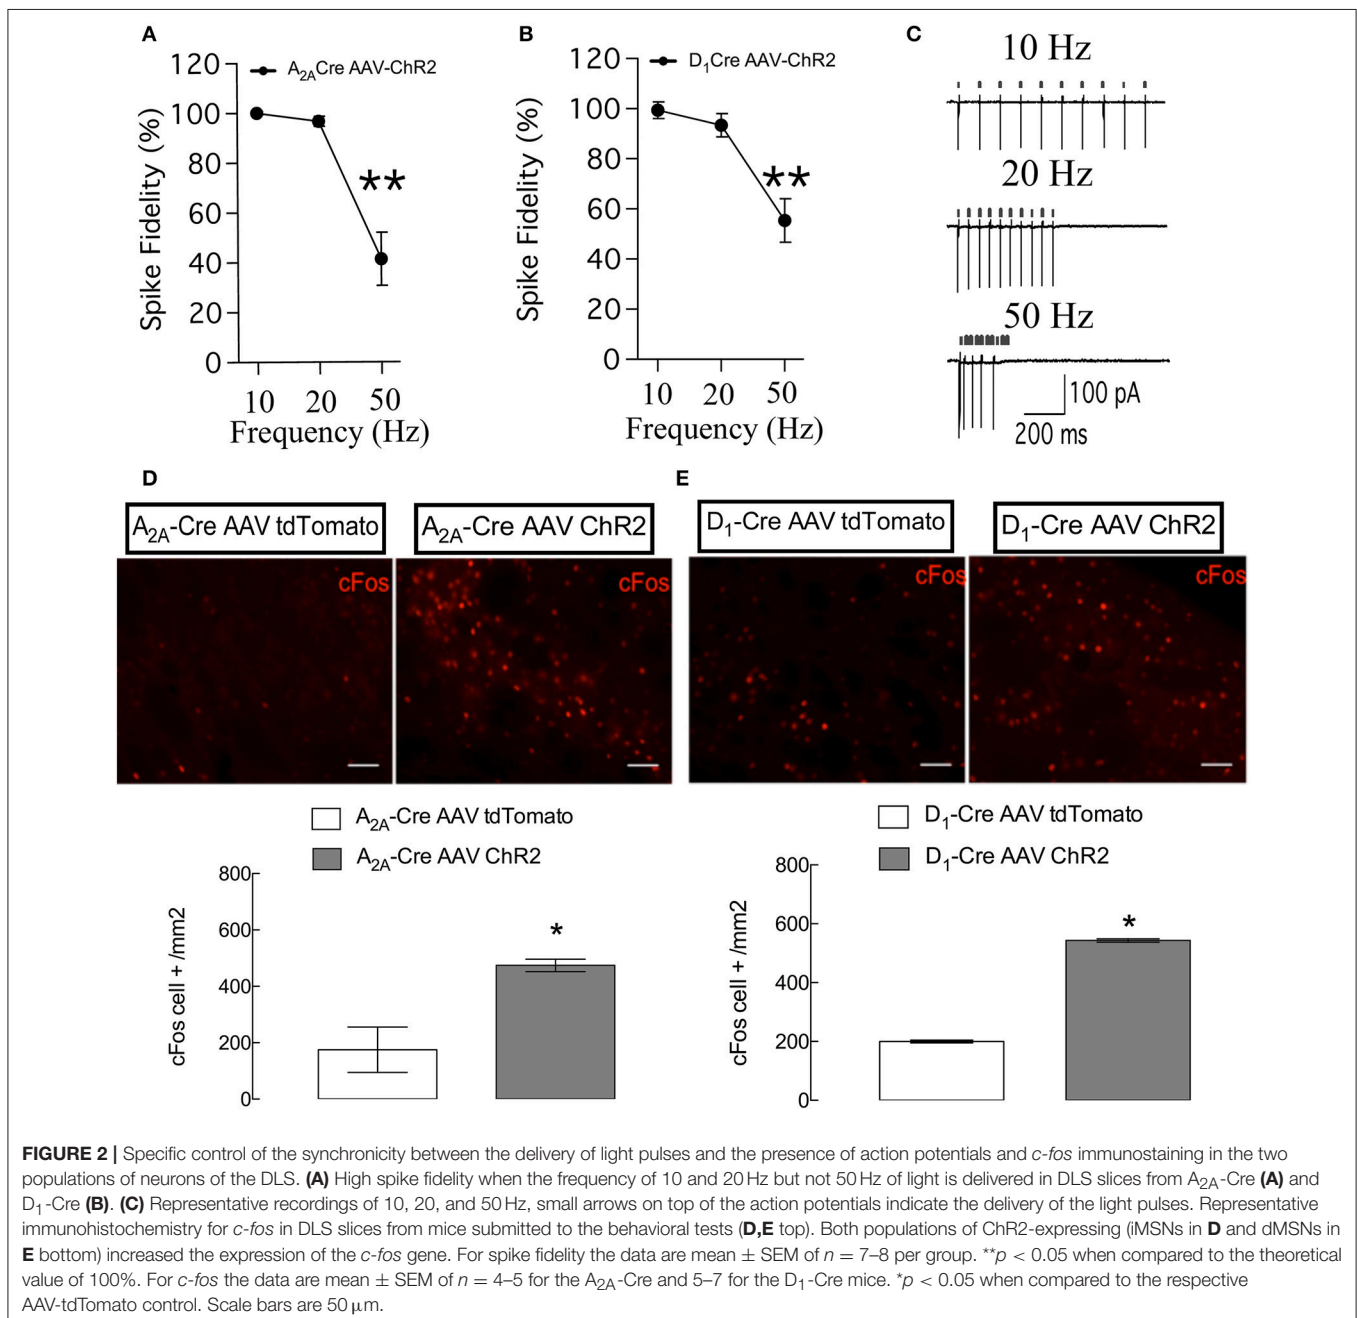 A
120
100
80
60
40
20
0
Spike Fidelity (%)
A2ACre AAV-ChR2
**
10 20 50
Frequency (Hz)
B
120
100
80
60
40
20
0
Spike Fidelity (%)
D1Cre AAV-ChR2
**
10 20 50
Frequency (Hz)
C
10 Hz
20 Hz
50 Hz
100 pA
200 ms
D
A2A-Cre AAV tdTomato
A2A-Cre AAV ChR2
cFos
cFos
A2A-Cre AAV tdTomato
A2A-Cre AAV ChR2
800
600
400
200
0
cFos cell + /mm2
*
E
D1-Cre AAV tdTomato
D1-Cre AAV ChR2
cFos
cFos
D1-Cre AAV tdTomato
D1-Cre AAV ChR2
800
600
400
200
0
cFos cell + /mm2
*
FIGURE 2 | Specific control of the synchronicity between the delivery of light pulses and the presence of action potentials and c-fos immunostaining in the two
populations of neurons of the DLS. (A) High spike fidelity when the frequency of 10 and 20 Hz but not 50 Hz of light is delivered in DLS slices from A2A-Cre (A) and
D1-Cre (B). (C) Representative recordings of 10, 20, and 50 Hz, small arrows on top of the action potentials indicate the delivery of the light pulses. Representative
immunohistochemistry for c-fos in DLS slices from mice submitted to the behavioral tests (D,E top). Both populations of ChR2-expressing (iMSNs in D and dMSNs in
E bottom) increased the expression of the c-fos gene. For spike fidelity the data are mean ± SEM of n = 7–8 per group. **p < 0.05 when compared to the theoretical
value of 100%. For c-fos the data are mean ± SEM of n = 4–5 for the A2A-Cre and 5–7 for the D1-Cre mice. *p < 0.05 when compared to the respective
AAV-tdTomato control. Scale bars are 50 μm.